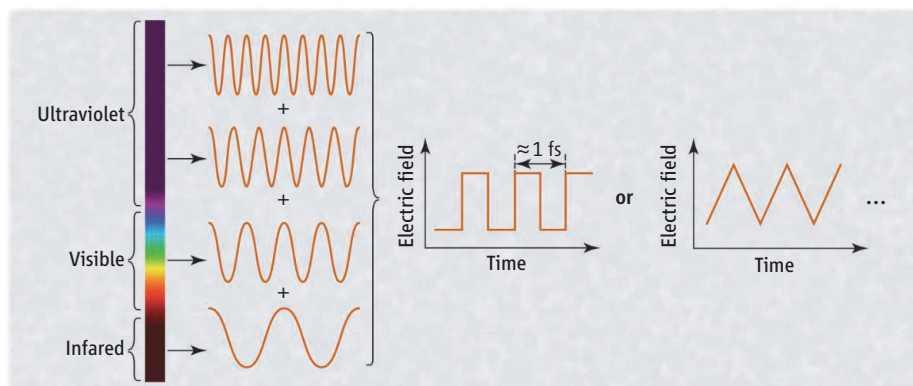 Ultraviolet
Visible
Infared
+
+
+
Electric field
≈ 1 fs
Time
or
Electric field
Time
...